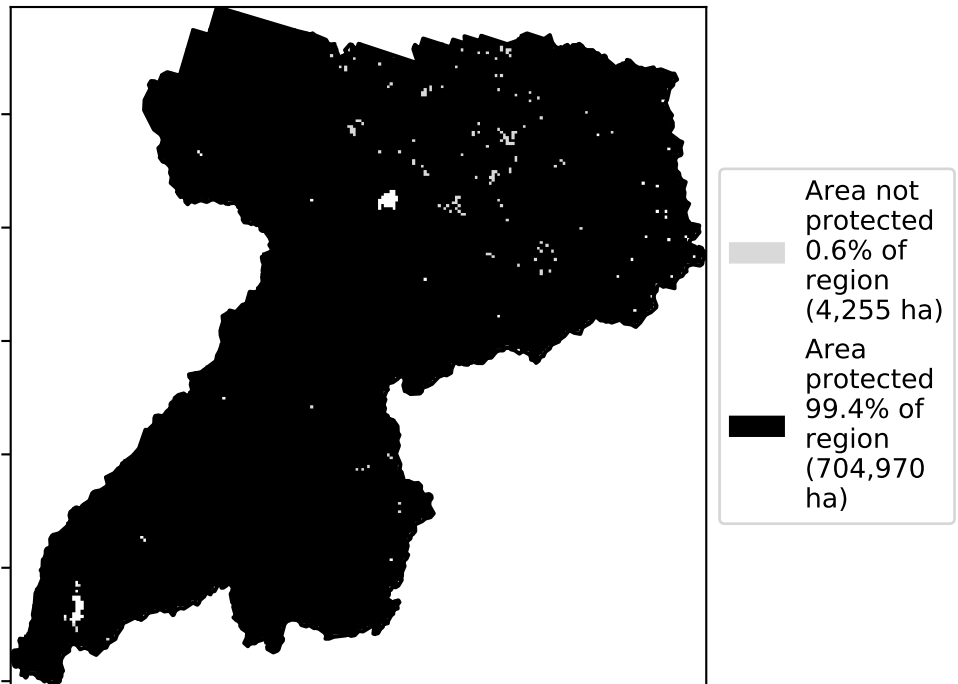 Area not
protected
0.6% of
region
(4,255 ha)
Area
protected
99.4% of
region
(704,970
ha)